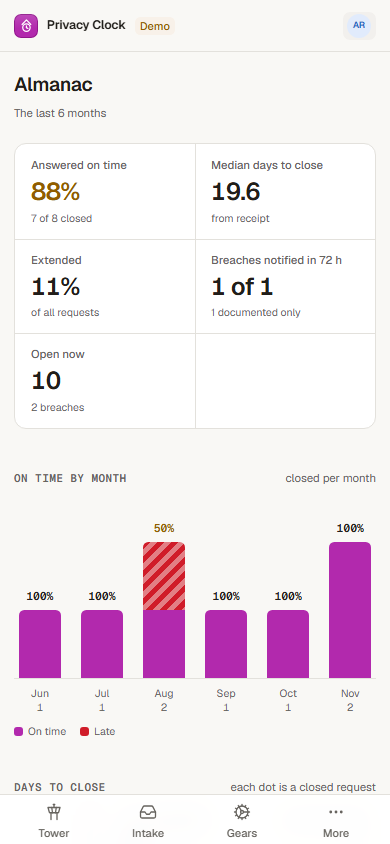 Privacy Clock Demo AR
Almanac
The last 6 months
Answered on time
88%
7 of 8 closed
Median days to close
19.6
from receipt
Extended
11%
of all requests
Breaches notified in 72 h
1 of 1
1 documented only
Open now
10
2 breaches
ON TIME BY MONTH closed per month
100% 100% 50% 100% 100% 100%
Jun Jul Aug Sep Oct Nov
1 1 2 1 1 2
On time Late
DAYS TO CLOSE each dot is a closed request
Tower Intake Gears More